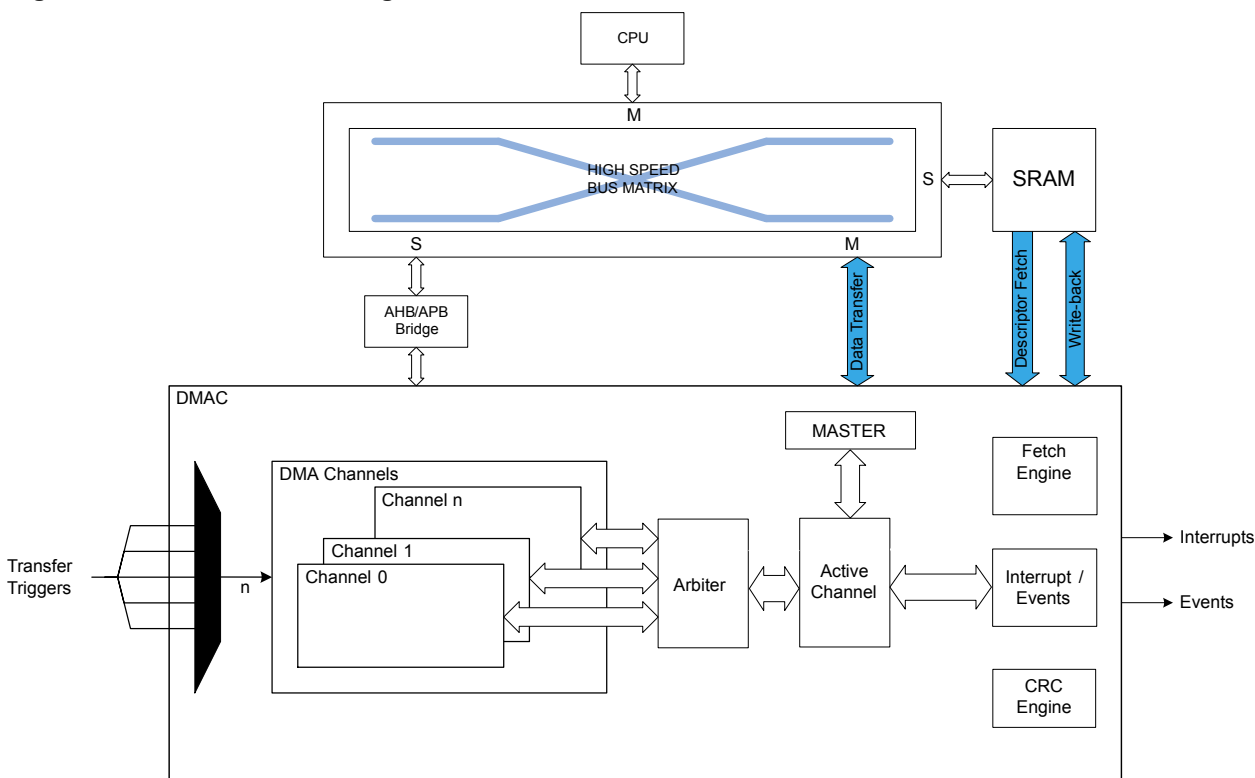 CPU
M
HIGH SPEED
BUS MATRIX
S
SRAM
S
M
AHB/APB
Bridge
Data Transfer
Descriptor Fetch
Write-back
DMAC
MASTER
Fetch
Engine
DMA Channels
Channel n
Channel 1
Channel 0
Transfer
Triggers
n
Arbiter
Active
Channel
Interrupt /
Events
Interrupts
Events
CRC
Engine